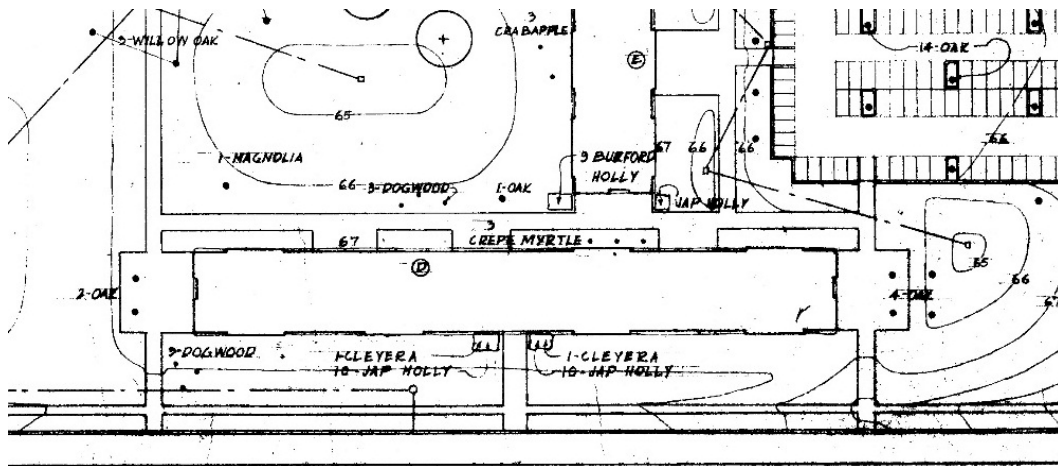 3
CRABAPPLE
3-WILLOW OAK
E
14-OAK
65
66
1-MAGNOLIA
9 BURFORD
HOLLY
67 66 66
66 3-DOGWOOD 1-OAK
JAP HOLLY
3
CREPE MYRTLE
67
D
65
66
67
2-OAK
4-OAK
3-DOGWOOD
1-CLEYERA
10-JAP HOLLY
1-CLEYERA
10-JAP HOLLY